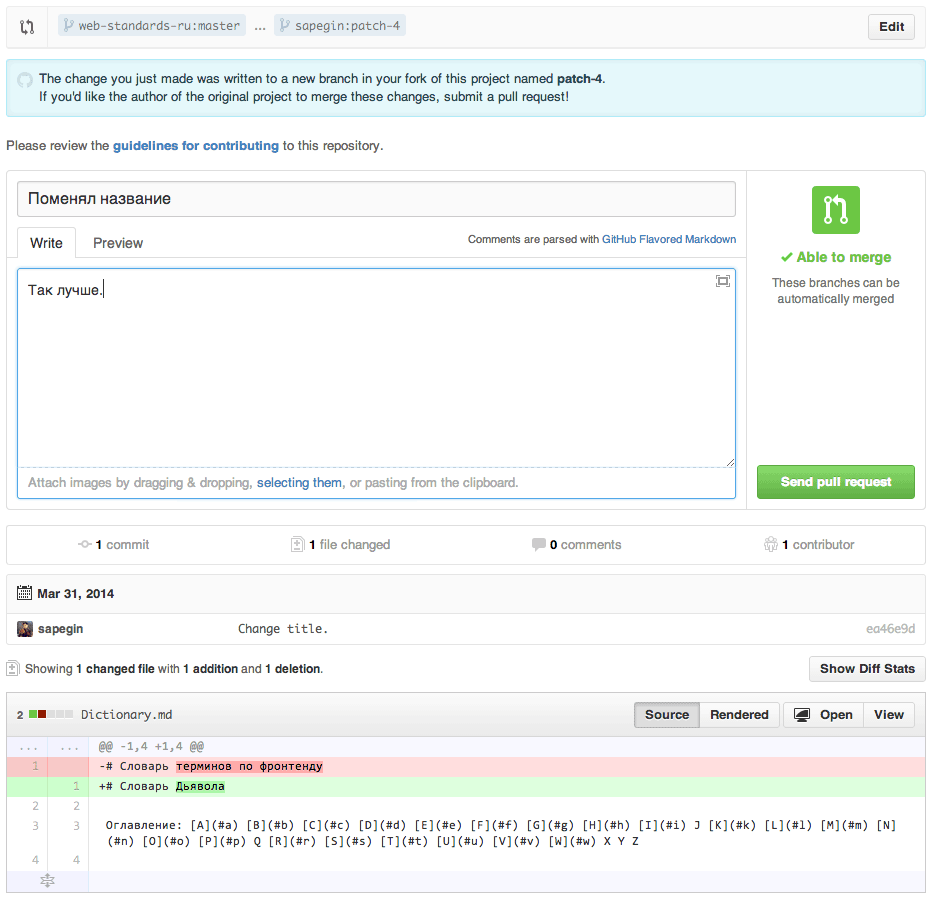 web-standards-ru:master ... sapegin:patch-4 Edit
The change you just made was written to a new branch in your fork of this project named patch-4.
If you'd like the author of the original project to merge these changes, submit a pull request!
Please review the guidelines for contributing to this repository.
Поменял название
Write Preview Comments are parsed with GitHub Flavored Markdown
Так лучше.
Attach images by dragging & dropping, selecting them, or pasting from the clipboard.
Able to merge
These branches can be
automatically merged
Send pull request
1 commit 1 file changed 0 comments 1 contributor
Mar 31, 2014
sapegin Change title. ea46e9d
Showing 1 changed file with 1 addition and 1 deletion. Show Diff Stats
2 Dictionary.md Source Rendered Open View
... ... @@ -1,4 +1,4 @@
1 -# Словарь терминов по фронтенду
1 +# Словарь Дьявола
2 2
3 3 Оглавление: [A](#a) [B](#b) [C](#c) [D](#d) [E](#e) [F](#f) [G](#g) [H](#h) [I](#i) J [K](#k) [L](#l) [M](#m) [N]
(#n) [O](#o) [P](#p) Q [R](#r) [S](#s) [T](#t) [U](#u) [V](#v) [W](#w) X Y Z
4 4